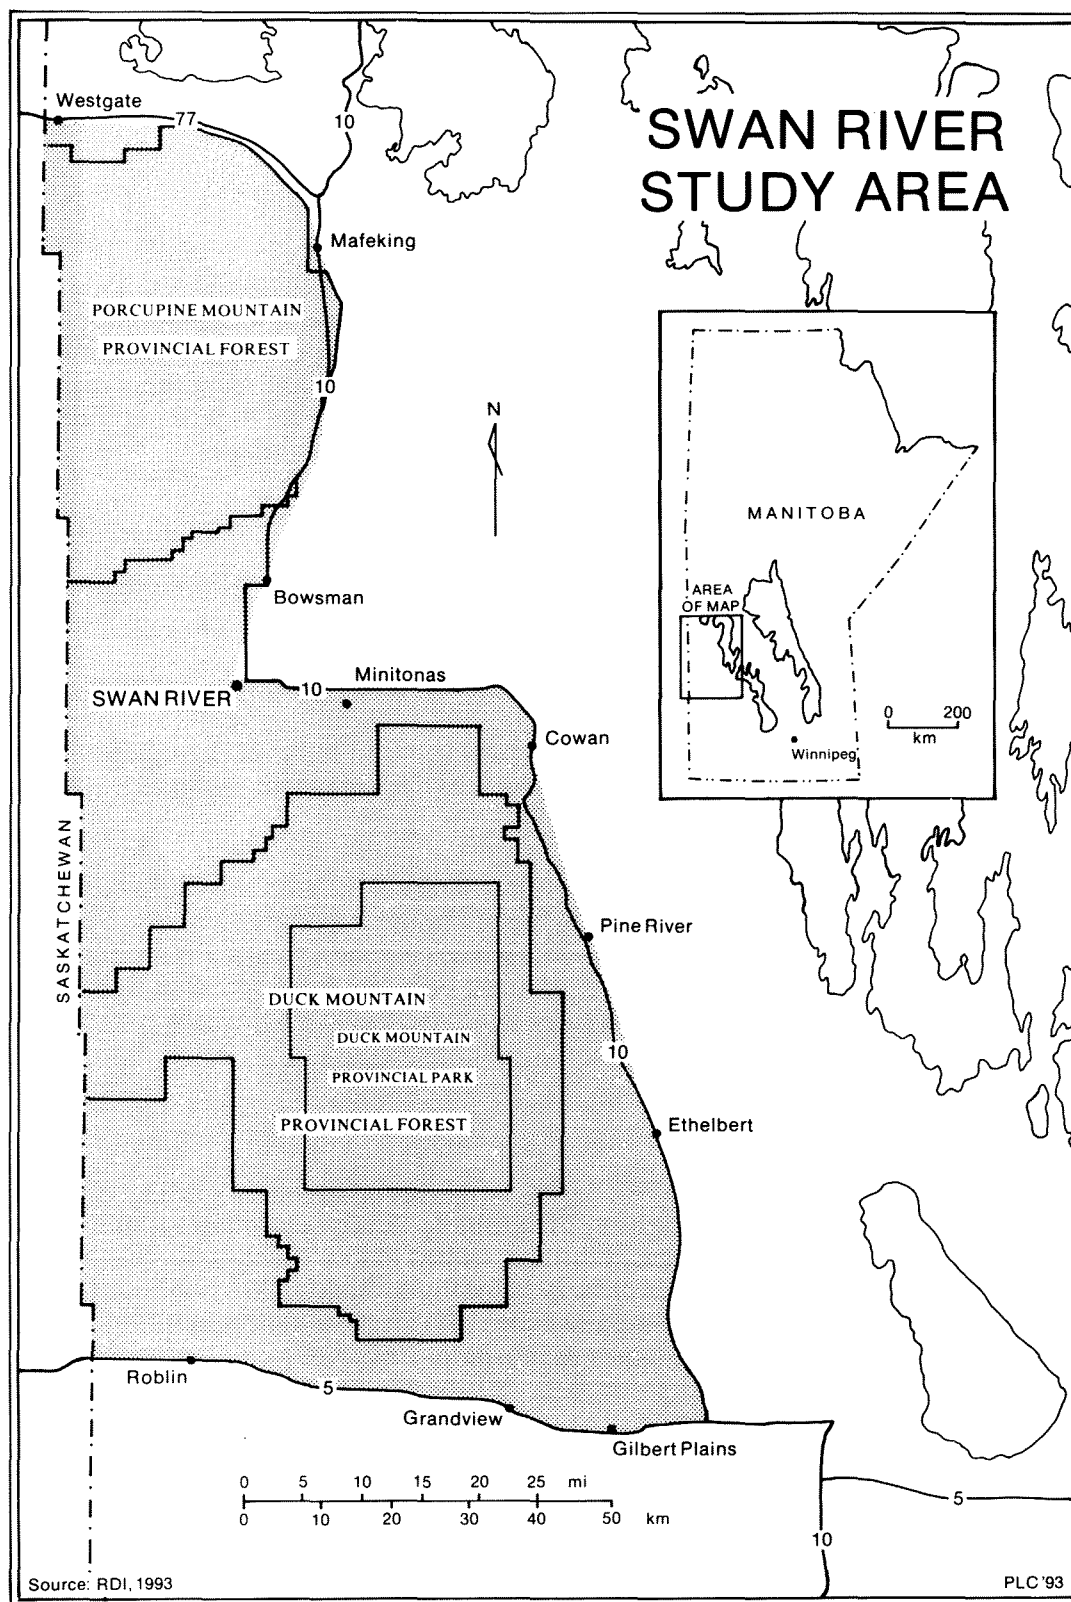 Westgate
77
10
SWAN RIVER
STUDY AREA
Mafeking
PORCUPINE MOUNTAIN
PROVINCIAL FOREST
10
N
MANITOBA
AREA
OF MAP
0 200
km
Winnipeg
Bowsman
Minitonas
SWAN RIVER
10
Cowan
SASKATCHEWAN
Pine River
DUCK MOUNTAIN
DUCK MOUNTAIN
PROVINCIAL PARK
PROVINCIAL FOREST
10
Ethelbert
Roblin
5
Grandview
Gilbert Plains
0 5 10 15 20 25 mi
0 10 20 30 40 50 km
5
10
Source: RDI, 1993
PLC '93